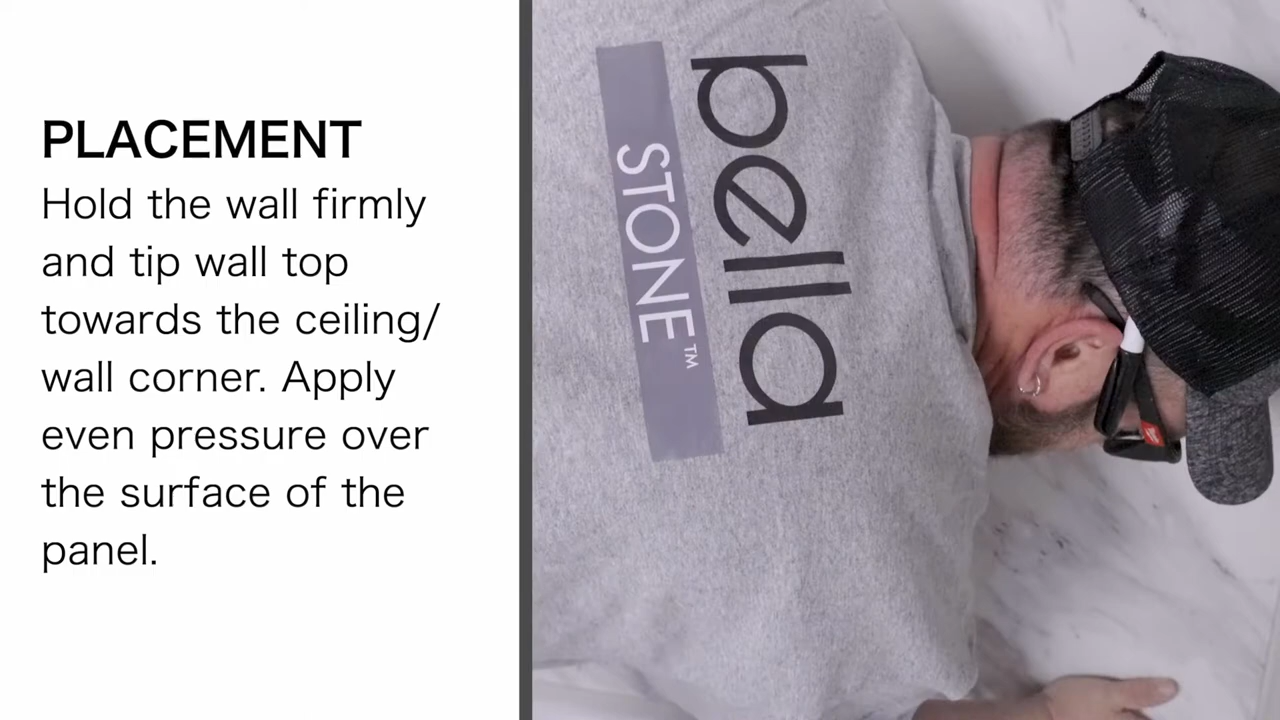 PLACEMENT
Hold the wall firmly
and tip wall top
towards the ceiling/
wall corner. Apply
even pressure over
the surface of the
panel.
bella
STONE™